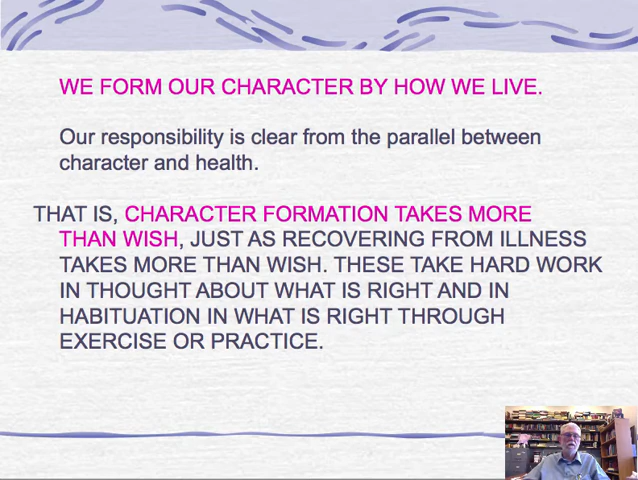 WE FORM OUR CHARACTER BY HOW WE LIVE.
Our responsibility is clear from the parallel between
character and health.
THAT IS, CHARACTER FORMATION TAKES MORE
THAN WISH, JUST AS RECOVERING FROM ILLNESS
TAKES MORE THAN WISH. THESE TAKE HARD WORK
IN THOUGHT ABOUT WHAT IS RIGHT AND IN
HABITUATION IN WHAT IS RIGHT THROUGH
EXERCISE OR PRACTICE.